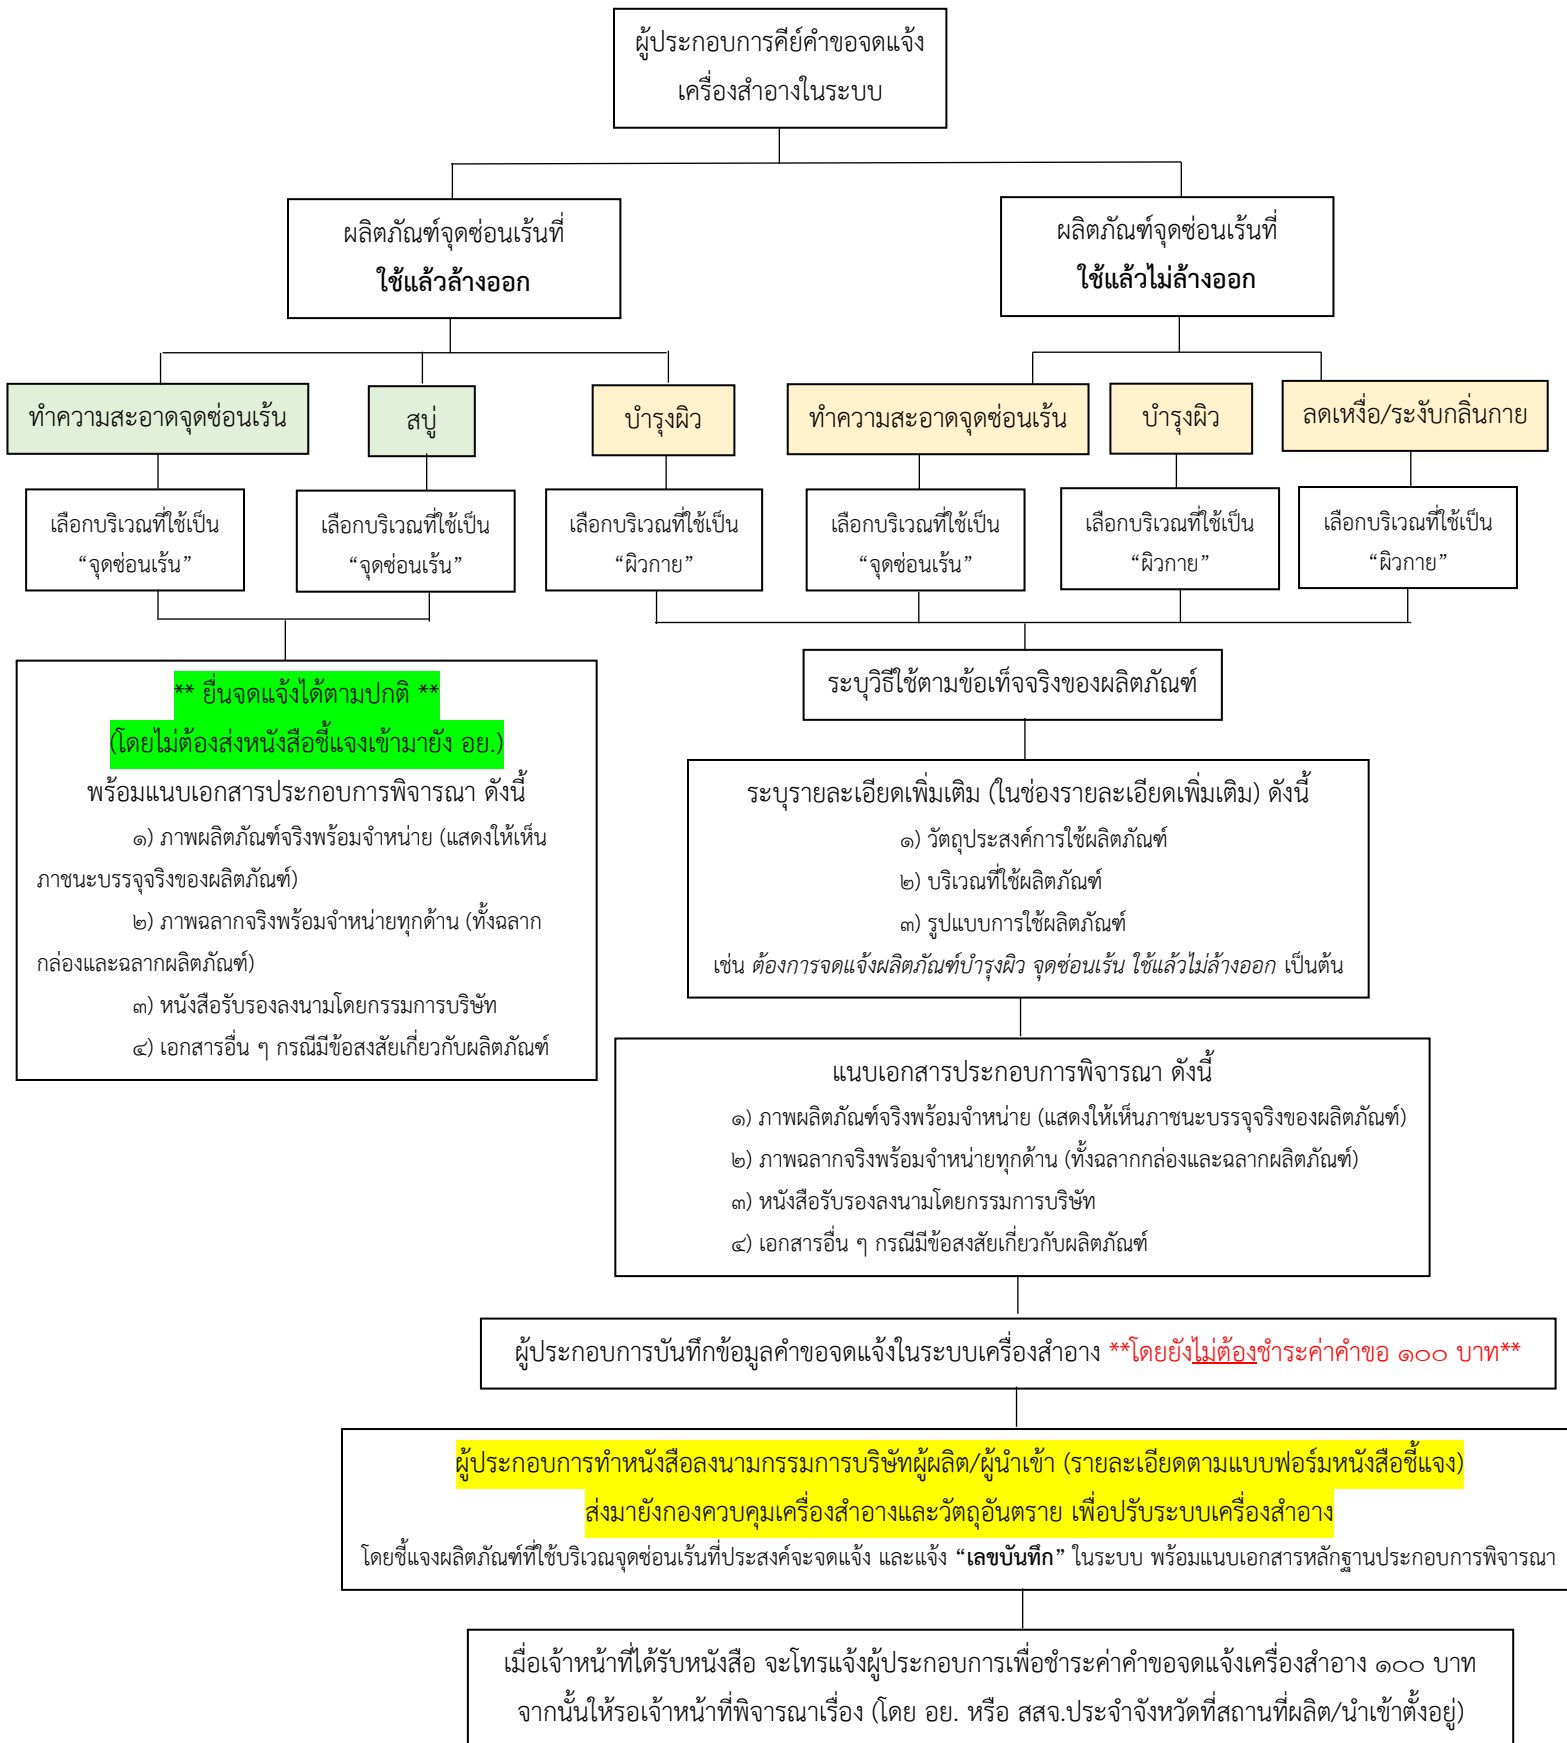 ผู้ประกอบการคีย์คำขอจดแจ้ง
เครื่องสำอางในระบบ
ผลิตภัณฑ์จุดซ่อนเร้นที่
ใช้แล้วล้างออก
ผลิตภัณฑ์จุดซ่อนเร้นที่
ใช้แล้วไม่ล้างออก
ทำความสะอาดจุดซ่อนเร้น
สบู่
บำรุงผิว
ทำความสะอาดจุดซ่อนเร้น
บำรุงผิว
ลดเหงื่อ/ระงับกลิ่นกาย
เลือกบริเวณที่ใช้เป็น
“จุดซ่อนเร้น”
เลือกบริเวณที่ใช้เป็น
“จุดซ่อนเร้น”
เลือกบริเวณที่ใช้เป็น
“ผิวกาย”
เลือกบริเวณที่ใช้เป็น
“จุดซ่อนเร้น”
เลือกบริเวณที่ใช้เป็น
“ผิวกาย”
เลือกบริเวณที่ใช้เป็น
“ผิวกาย”
** ยื่นจดแจ้งได้ตามปกติ **
(โดยไม่ต้องส่งหนังสือชี้แจงเข้ามายัง อย.)
พร้อมแนบเอกสารประกอบการพิจารณา ดังนี้
๑) ภาพผลิตภัณฑ์จริงพร้อมจำหน่าย (แสดงให้เห็น
ภาชนะบรรจุจริงของผลิตภัณฑ์)
๒) ภาพฉลากจริงพร้อมจำหน่ายทุกด้าน (ทั้งฉลาก
กล่องและฉลากผลิตภัณฑ์)
๓) หนังสือรับรองลงนามโดยกรรมการบริษัท
๔) เอกสารอื่น ๆ กรณีมีข้อสงสัยเกี่ยวกับผลิตภัณฑ์
ระบุวิธีใช้ตามข้อเท็จจริงของผลิตภัณฑ์
ระบุรายละเอียดเพิ่มเติม (ในช่องรายละเอียดเพิ่มเติม) ดังนี้
๑) วัตถุประสงค์การใช้ผลิตภัณฑ์
๒) บริเวณที่ใช้ผลิตภัณฑ์
๓) รูปแบบการใช้ผลิตภัณฑ์
เช่น ต้องการจดแจ้งผลิตภัณฑ์บำรุงผิว จุดซ่อนเร้น ใช้แล้วไม่ล้างออก เป็นต้น
แนบเอกสารประกอบการพิจารณา ดังนี้
๑) ภาพผลิตภัณฑ์จริงพร้อมจำหน่าย (แสดงให้เห็นภาชนะบรรจุจริงของผลิตภัณฑ์)
๒) ภาพฉลากจริงพร้อมจำหน่ายทุกด้าน (ทั้งฉลากกล่องและฉลากผลิตภัณฑ์)
๓) หนังสือรับรองลงนามโดยกรรมการบริษัท
๔) เอกสารอื่น ๆ กรณีมีข้อสงสัยเกี่ยวกับผลิตภัณฑ์
ผู้ประกอบการบันทึกข้อมูลคำขอจดแจ้งในระบบเครื่องสำอาง **โดยยังไม่ต้องชำระค่าคำขอ ๑๐๐ บาท**
ผู้ประกอบการทำหนังสือลงนามกรรมการบริษัทผู้ผลิต/ผู้นำเข้า (รายละเอียดตามแบบฟอร์มหนังสือชี้แจง)
ส่งมายังกองควบคุมเครื่องสำอางและวัตถุอันตราย เพื่อปรับระบบเครื่องสำอาง
โดยชี้แจงผลิตภัณฑ์ที่ใช้บริเวณจุดซ่อนเร้นที่ประสงค์จะจดแจ้ง และแจ้ง “เลขบันทึก” ในระบบ พร้อมแนบเอกสารหลักฐานประกอบการพิจารณา
เมื่อเจ้าหน้าที่ได้รับหนังสือ จะโทรแจ้งผู้ประกอบการเพื่อชำระค่าคำขอจดแจ้งเครื่องสำอาง ๑๐๐ บาท
จากนั้นให้รอเจ้าหน้าที่พิจารณาเรื่อง (โดย อย. หรือ สสจ.ประจำจังหวัดที่สถานที่ผลิต/นำเข้าตั้งอยู่)